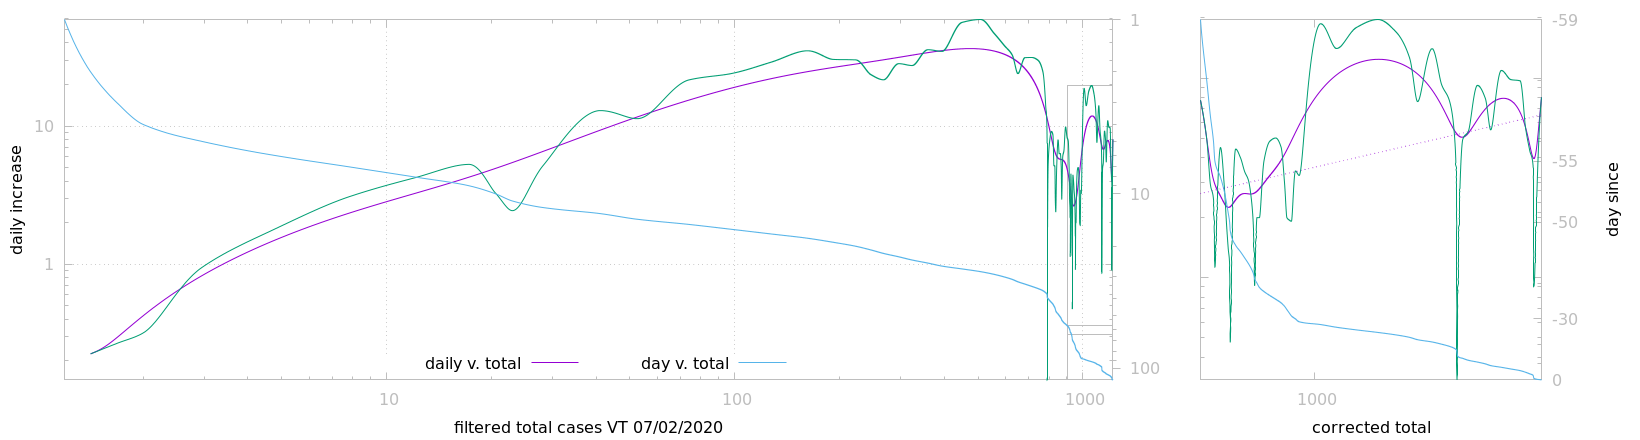 daily increase
10
1
daily v. total
day v. total
10
100
1000
filtered total cases VT 07/02/2020
1
10
100
1000
corrected total
-59
-55
-50
-30
0
day since